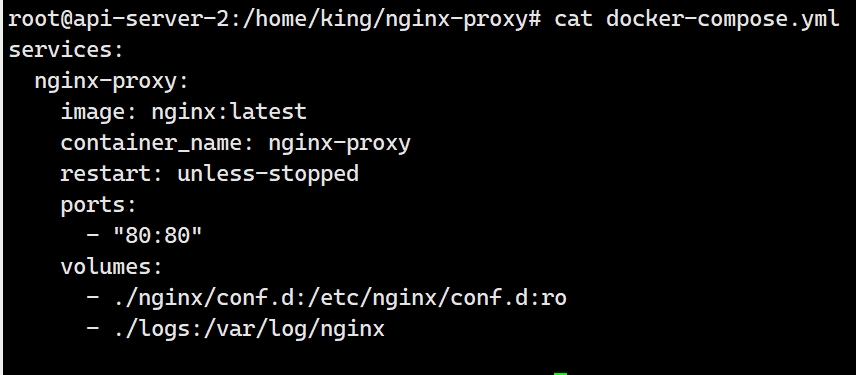 root@api-server-2:/home/king/nginx-proxy# cat docker-compose.yml
services:
  nginx-proxy:
    image: nginx:latest
    container_name: nginx-proxy
    restart: unless-stopped
    ports:
      - "80:80"
    volumes:
      - ./nginx/conf.d:/etc/nginx/conf.d:ro
      - ./logs:/var/log/nginx